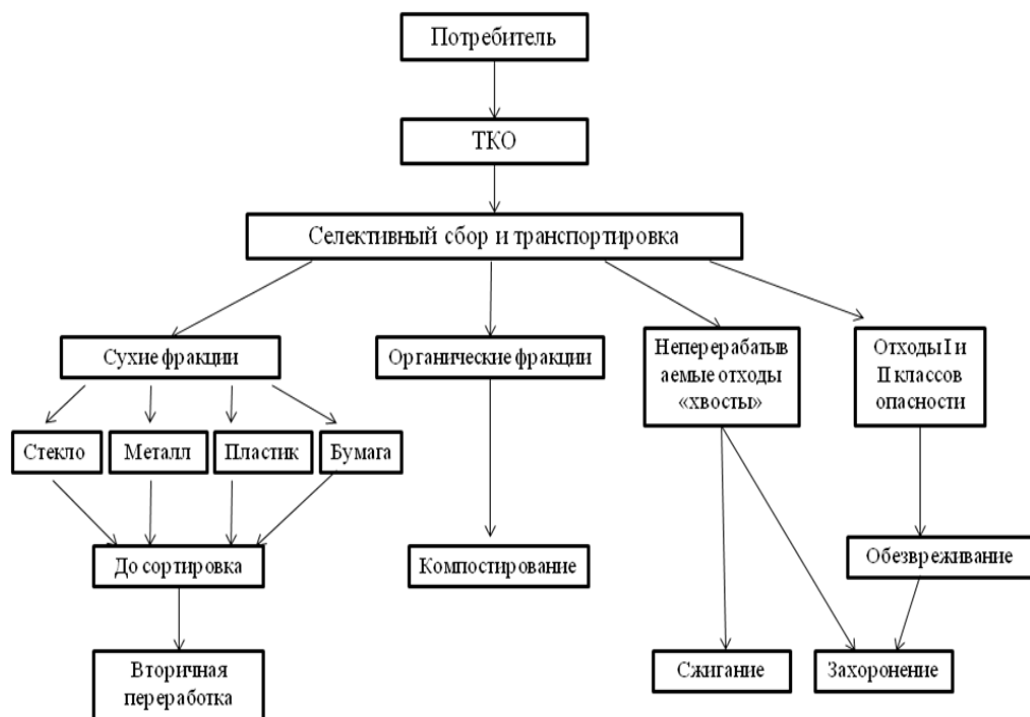 Потребитель
ТКО
Селективный сбор и транспортировка
Сухие фракции
Органические фракции
Неперерабатыв
аемые отходы
«хвосты»
Отходы I и
II классов
опасности
Стекло
Металл
Пластик
Бумага
До сортировка
Компостирование
Обезвреживание
Вторичная
переработка
Сжигание
Захоронение